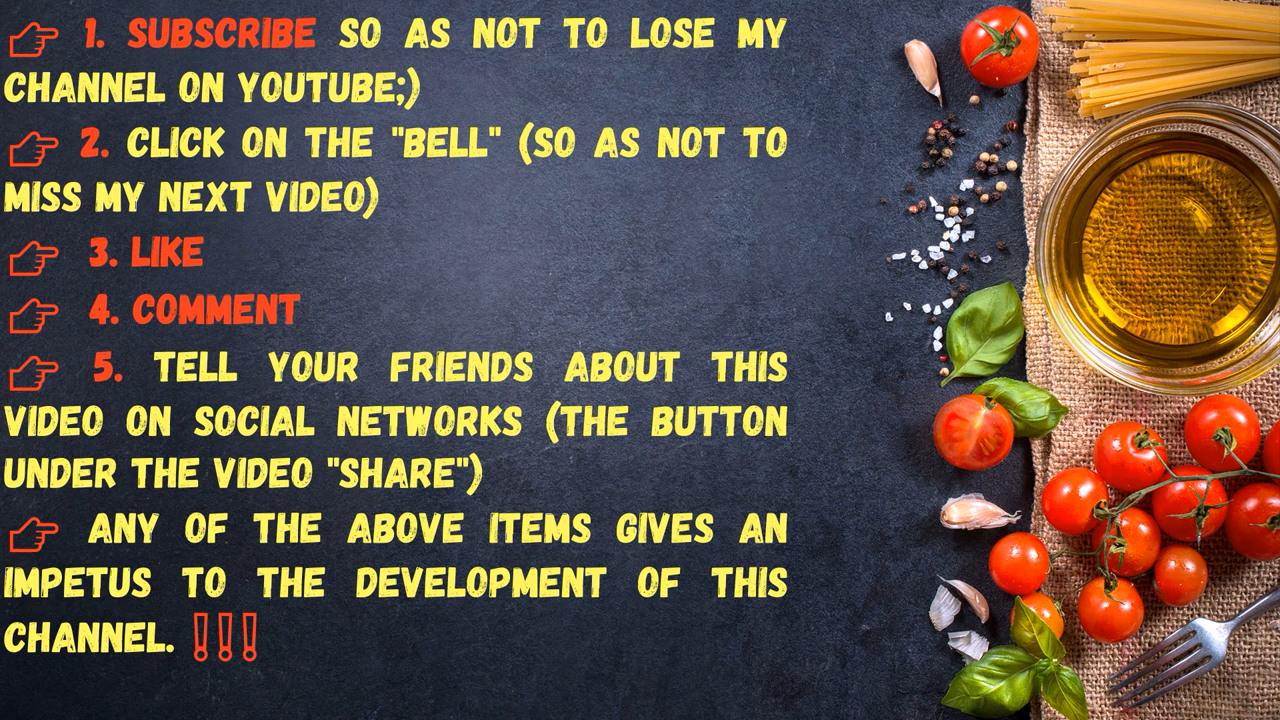 👉 1. SUBSCRIBE SO AS NOT TO LOSE MY
CHANNEL ON YOUTUBE;)
👉 2. CLICK ON THE "BELL" (SO AS NOT TO
MISS MY NEXT VIDEO)
👉 3. LIKE
👉 4. COMMENT
👉 5. TELL YOUR FRIENDS ABOUT THIS
VIDEO ON SOCIAL NETWORKS (THE BUTTON
UNDER THE VIDEO "SHARE")
👉 ANY OF THE ABOVE ITEMS GIVES AN
IMPETUS TO THE DEVELOPMENT OF THIS
CHANNEL. ❗❗❗